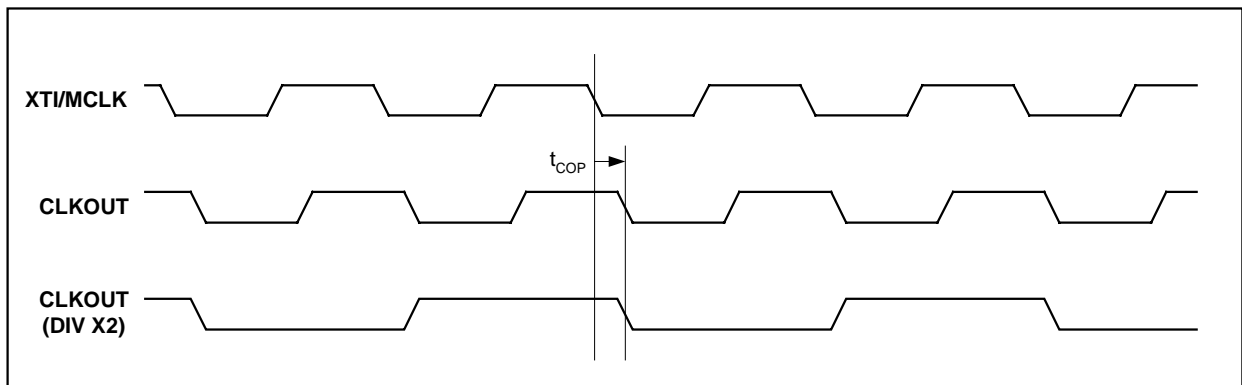 XTI/MCLK
tCOP
CLKOUT
CLKOUT
(DIV X2)